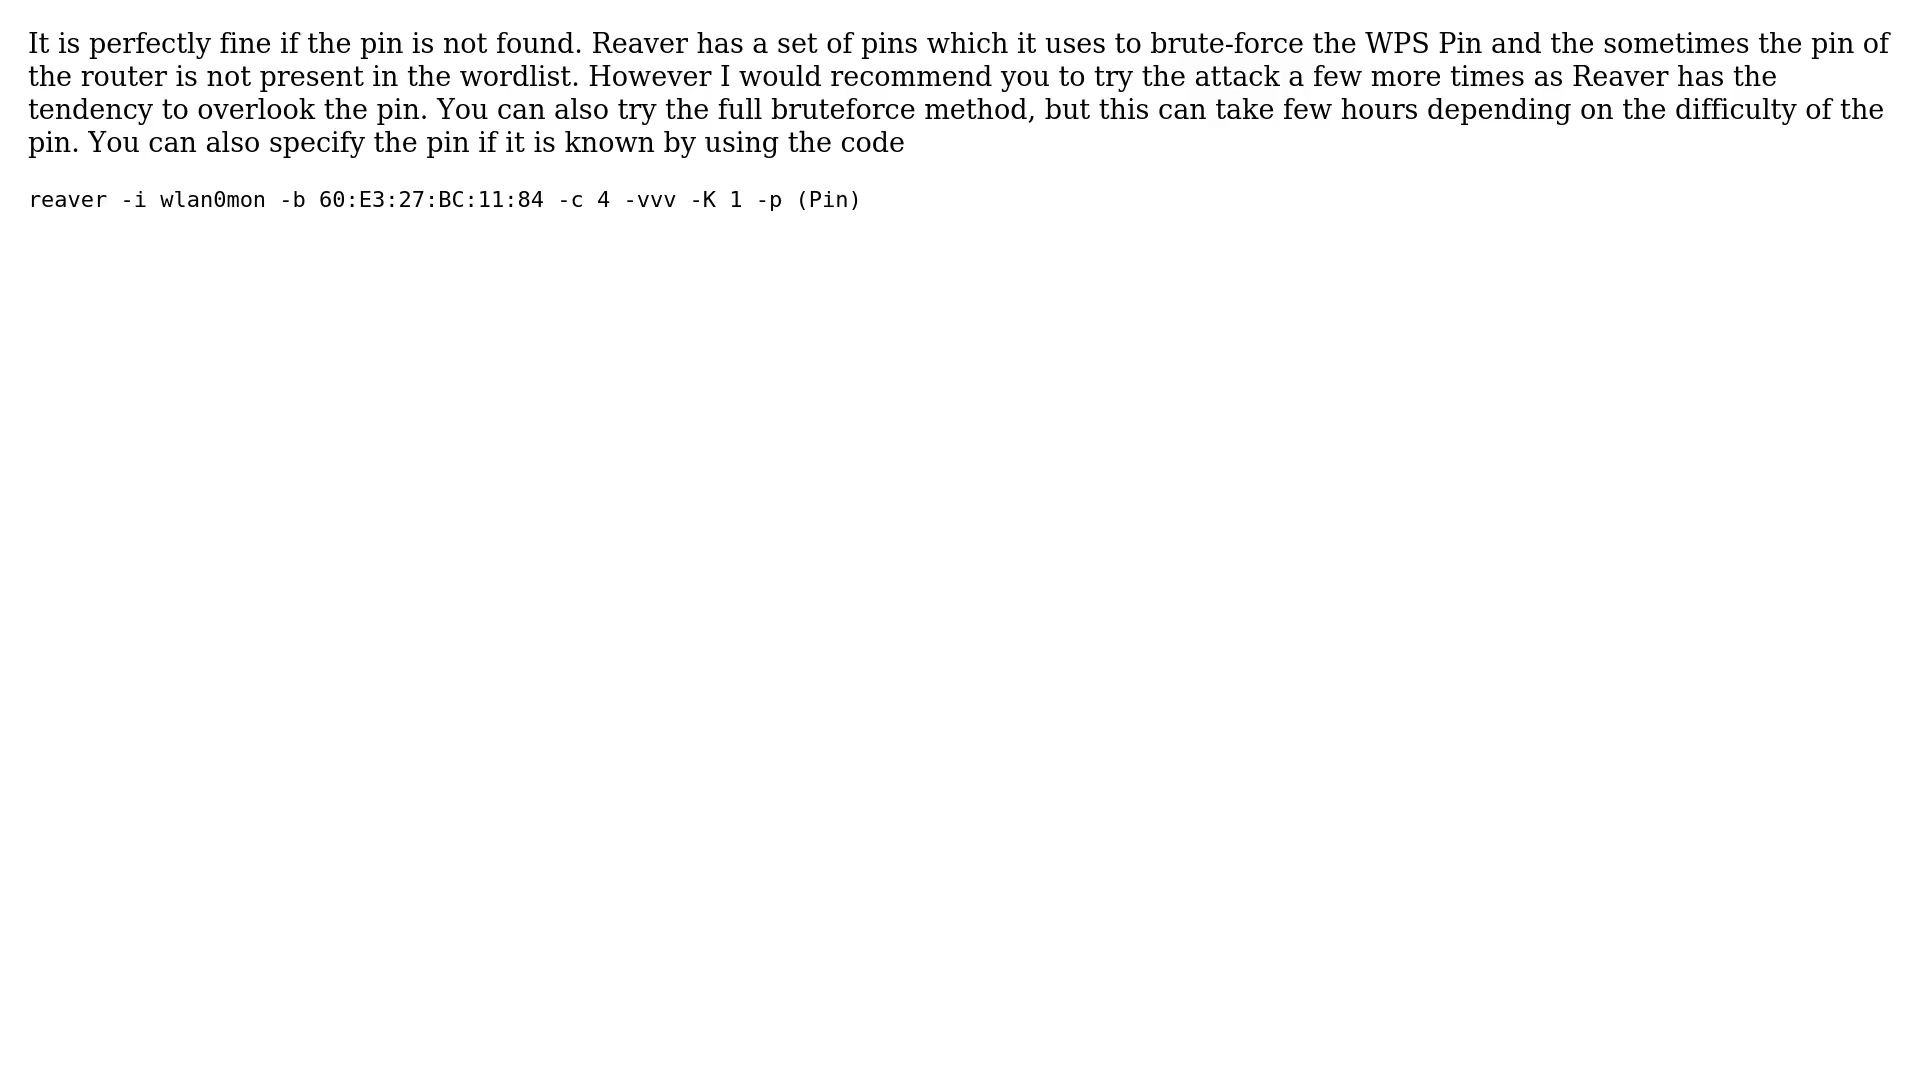 It is perfectly fine if the pin is not found. Reaver has a set of pins which it uses to brute-force the WPS Pin and the sometimes the pin of
the router is not present in the wordlist. However I would recommend you to try the attack a few more times as Reaver has the
tendency to overlook the pin. You can also try the full bruteforce method, but this can take few hours depending on the difficulty of the
pin. You can also specify the pin if it is known by using the code
reaver -i wlan0mon -b 60:E3:27:BC:11:84 -c 4 -vvv -K 1 -p (Pin)